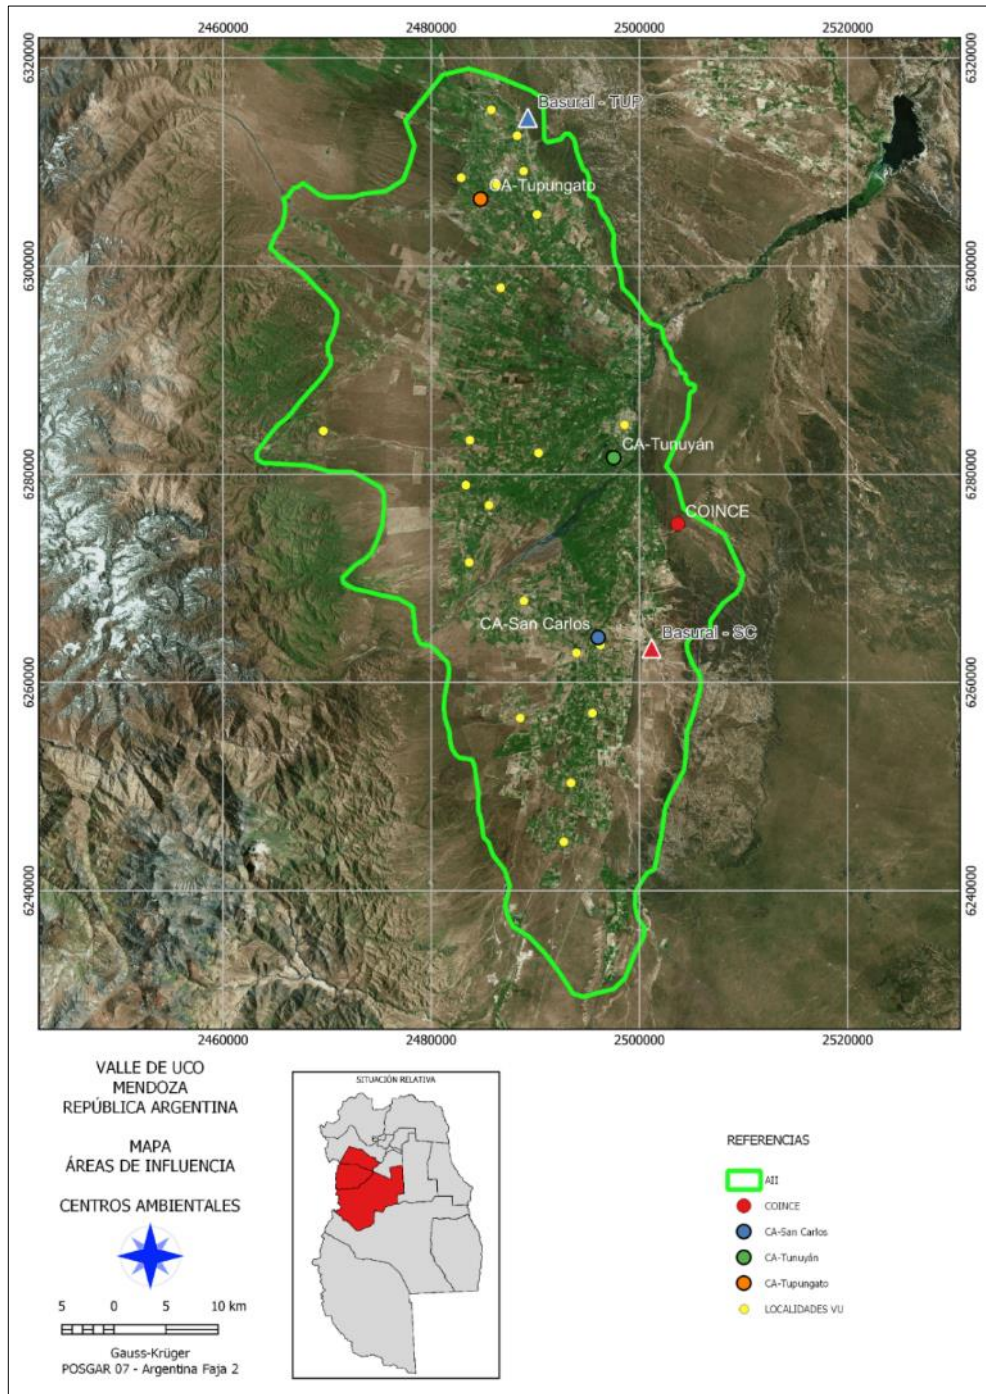 2460000 2480000 2500000 2520000
6320000 6320000
Basural - TUP
CA-Tupungato
6300000 6300000
CA-Tunuyán
6280000 6280000
COINCE
CA-San Carlos
Basural - SC
6260000 6260000
6240000 6240000
2460000 2480000 2500000 2520000
VALLE DE UCO
MENDOZA
REPÚBLICA ARGENTINA
MAPA
ÁREAS DE INFLUENCIA
CENTROS AMBIENTALES
5 0 5 10 km
Gauss-Krüger
POSGAR 07 - Argentina Faja 2
SITUACIÓN RELATIVA
REFERENCIAS
AII
COINCE
CA-San Carlos
CA-Tunuyán
CA-Tupungato
LOCALIDADES VU